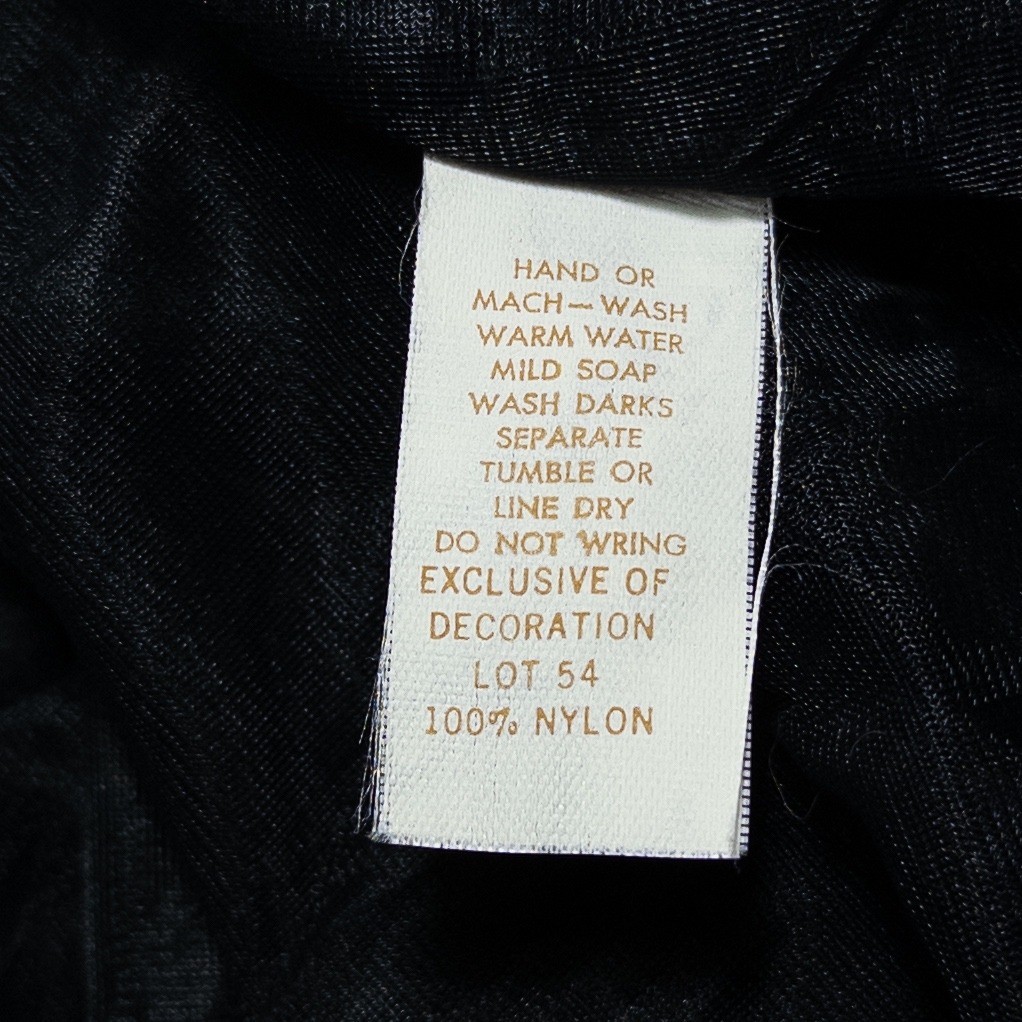 HAND OR
MACH-WASH
WARM WATER
MILD SOAP
WASH DARKS
SEPARATE
TUMBLE OR
LINE DRY
DO NOT WRING
EXCLUSIVE OF
DECORATION
LOT 54
100% NYLON